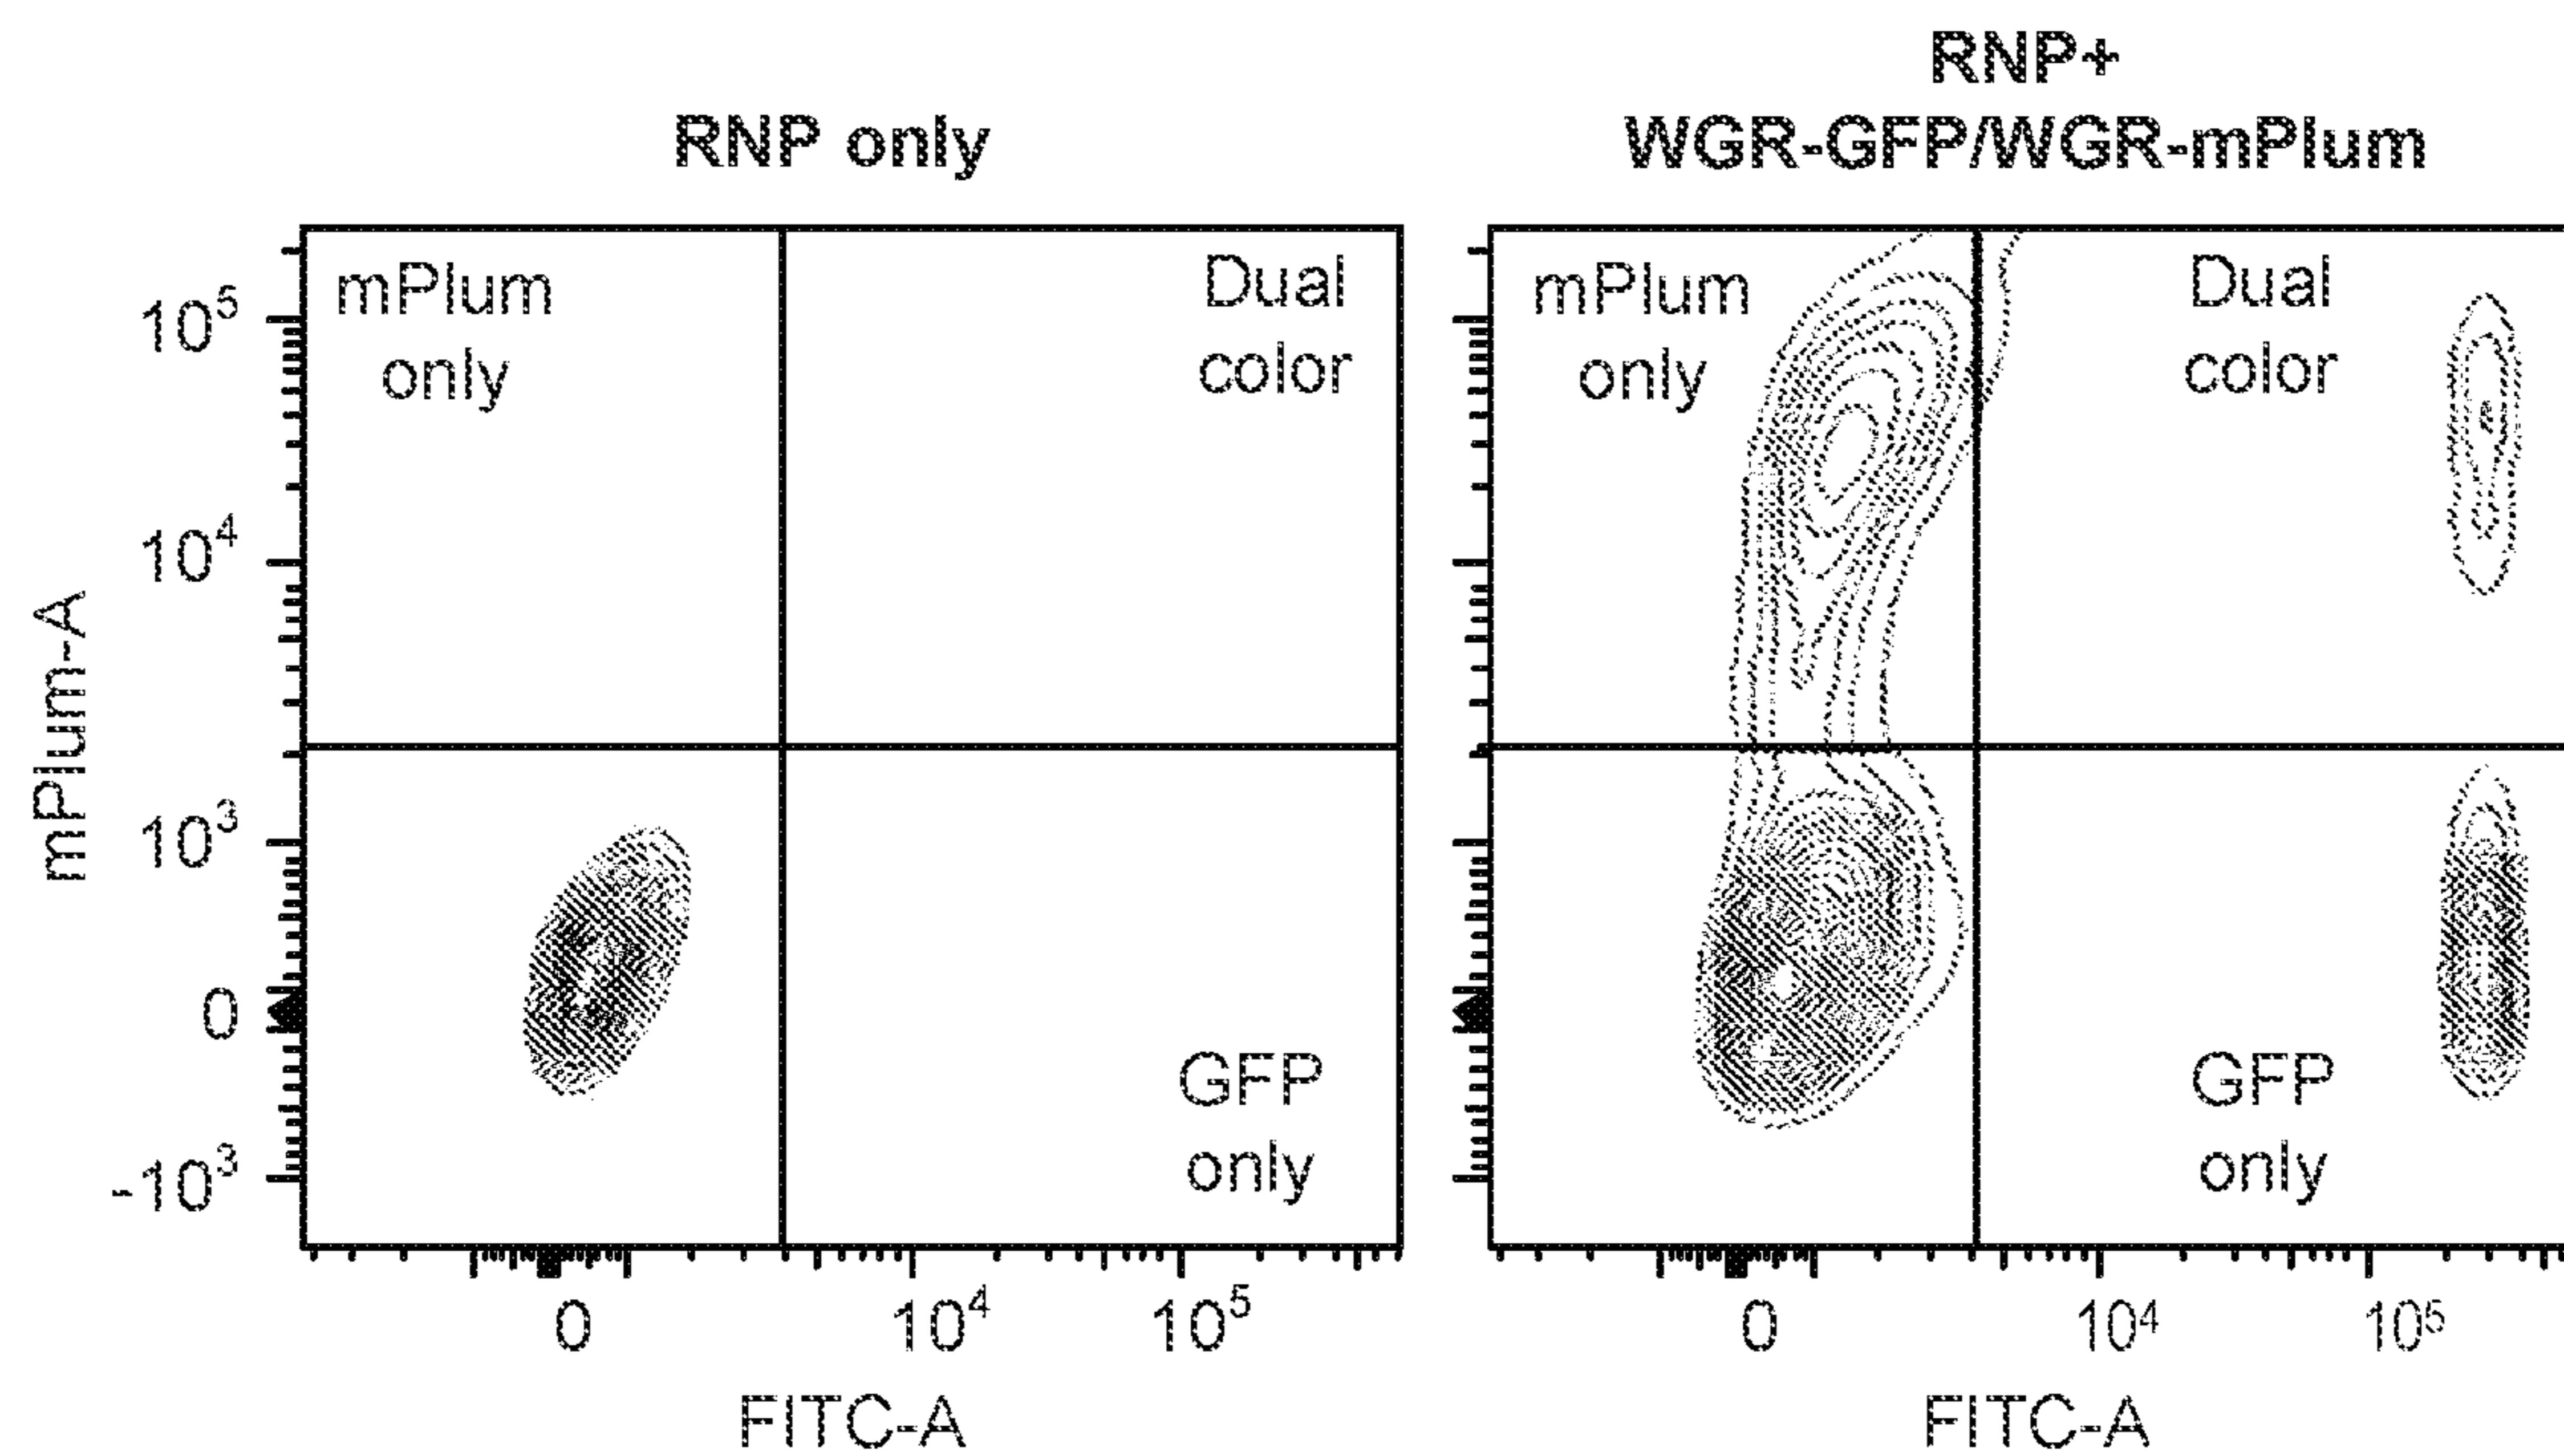 RNP only
RNP+
WGR-GFP/WGR-mPlum
mPlum-A
10⁵
10⁴
10³
0
-10³
mPlum
only
Dual
color
GFP
only
0
10⁴
10⁵
FITC-A
mPlum
only
Dual
color
GFP
only
0
10⁴
10⁵
FITC-A